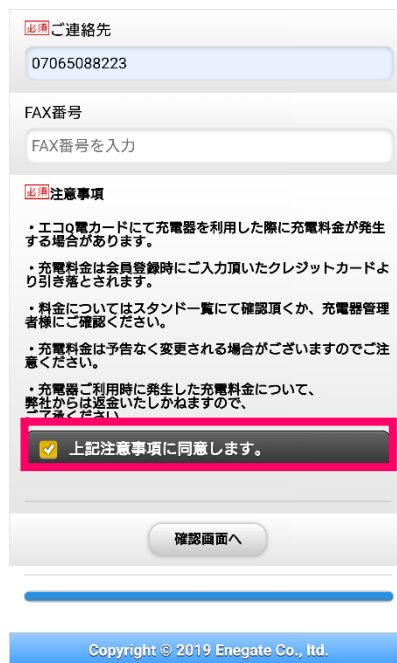 必須ご連絡先
07065088223
FAX番号
FAX番号を入力
必須注意事項
・エコQ電カードにて充電器を利用した際に充電料金が発生
する場合があります。
・充電料金は会員登録時にご入力頂いたクレジットカードよ
り引き落とされます。
・料金についてはスタンド一覧にて確認頂くか、充電器管理
者様にご確認ください。
・充電料金は予告なく変更される場合がございますのでご注
意ください。
・充電器ご利用時に発生した充電料金について、
弊社からは返金いたしかねますので、
ご了承ください
上記注意事項に同意します。
確認画面へ
Copyright © 2019 Enegate Co., ltd.